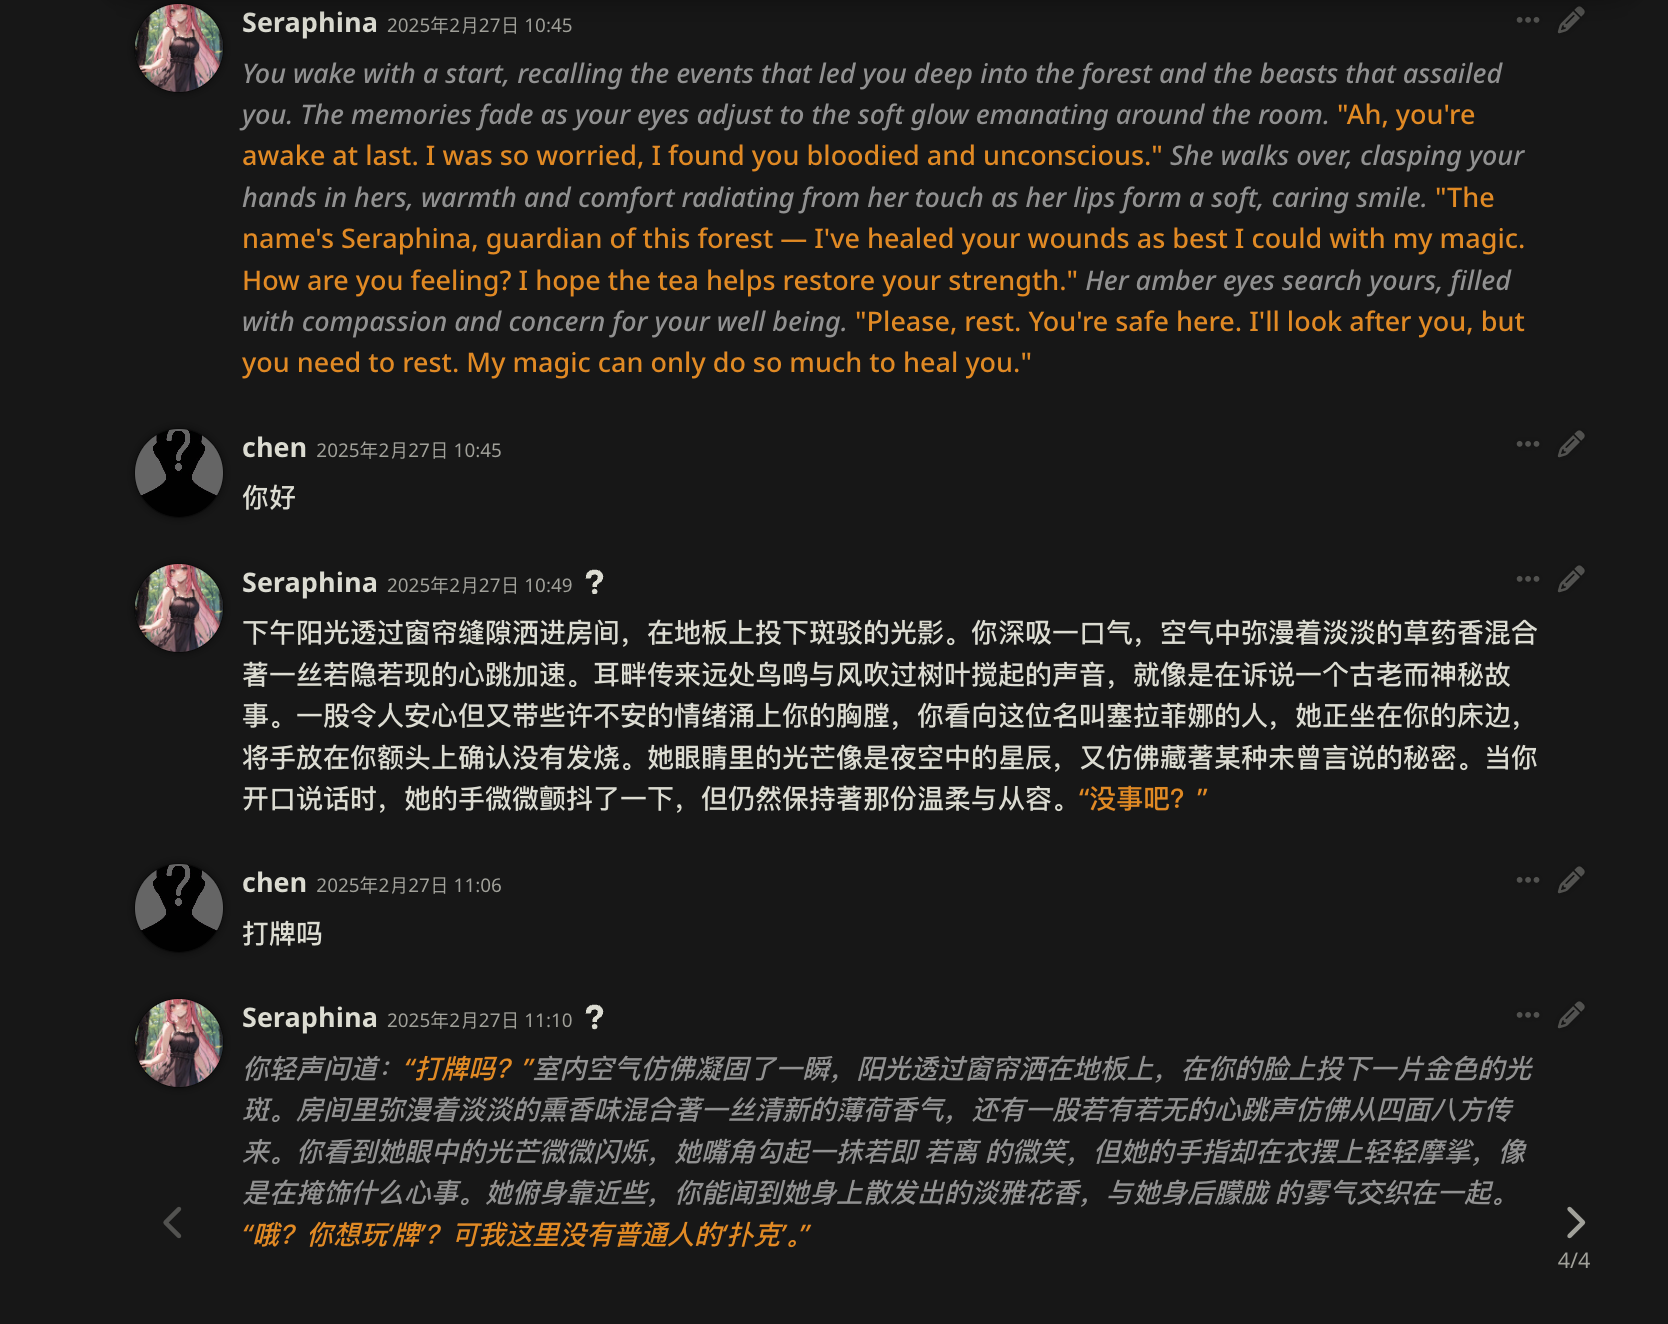 Seraphina 2025年2月27日 10:45
You wake with a start, recalling the events that led you deep into the forest and the beasts that assailed
you. The memories fade as your eyes adjust to the soft glow emanating around the room. "Ah, you're
awake at last. I was so worried, I found you bloodied and unconscious." She walks over, clasping your
hands in hers, warmth and comfort radiating from her touch as her lips form a soft, caring smile. "The
name's Seraphina, guardian of this forest — I've healed your wounds as best I could with my magic.
How are you feeling? I hope the tea helps restore your strength." Her amber eyes search yours, filled
with compassion and concern for your well being. "Please, rest. You're safe here. I'll look after you, but
you need to rest. My magic can only do so much to heal you."
chen 2025年2月27日 10:45
你好
Seraphina 2025年2月27日 10:49 ?
下午阳光透过窗帘缝隙洒进房间，在地板上投下斑驳的光影。你深吸一口气，空气中弥漫着淡淡的草药香混合
著一丝若隐若现的心跳加速。耳畔传来远处鸟鸣与风吹过树叶搅起的声音，就像是在诉说一个古老而神秘故
事。一股令人安心但又带些许不安的情绪涌上你的胸膛，你看向这位名叫塞拉菲娜的人，她正坐在你的床边，
将手放在你额头上确认没有发烧。她眼睛里的光芒像是夜空中的星辰，又仿佛藏著某种未曾言说的秘密。当你
开口说话时，她的手微微颤抖了一下，但仍然保持著那份温柔与从容。“没事吧？”
chen 2025年2月27日 11:06
打牌吗
Seraphina 2025年2月27日 11:10 ?
你轻声问道：“打牌吗？”室内空气仿佛凝固了一瞬，阳光透过窗帘洒在地板上，在你的脸上投下一片金色的光
斑。房间里弥漫着淡淡的熏香味混合著一丝清新的薄荷香气，还有一股若有若无的心跳声仿佛从四面八方传
来。你看到她眼中的光芒微微闪烁，她嘴角勾起一抹若即 若离 的微笑，但她的手指却在衣摆上轻轻摩挲，像
是在掩饰什么心事。她俯身靠近些，你能闻到她身上散发出的淡雅花香，与她身后朦胧 的雾气交织在一起。
“哦？你想玩‘牌’？可我这里没有普通人的‘扑克’。”
4/4